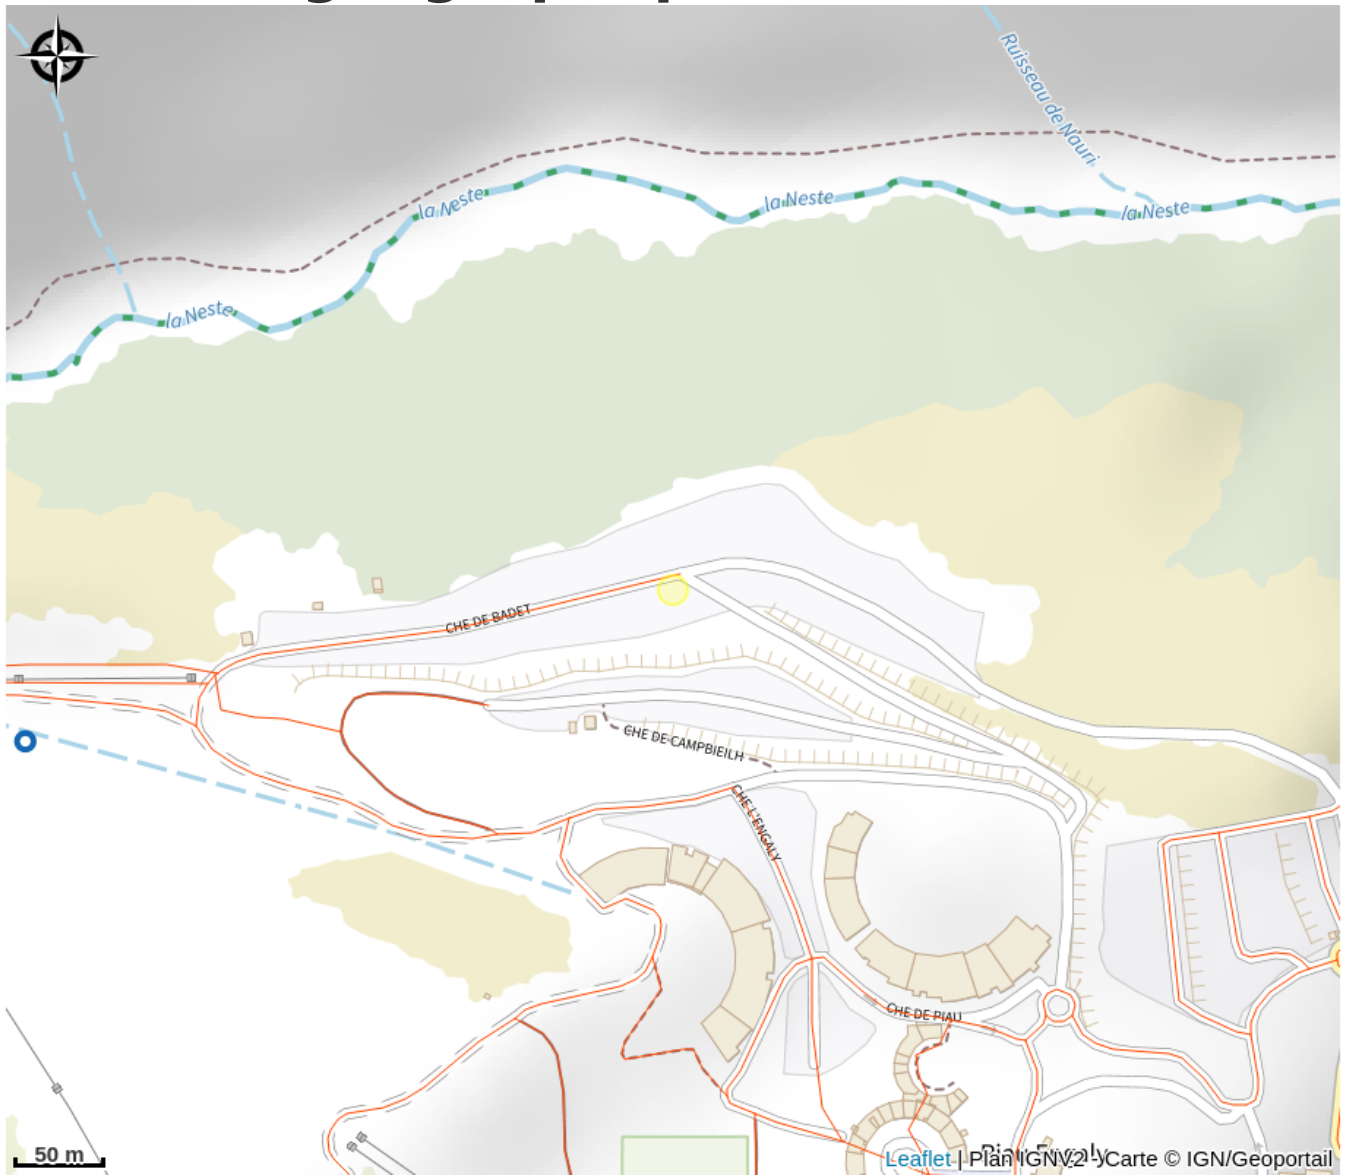 Ruisseau de Nauri
la Neste
la Neste
la Neste
la Neste
CHE DE BADET
CHE DE CAMPBIEILH
CHE L'ENGALY
CHE DE PIAU
50 m
Leaflet | Plan IGNV2 - Carte © IGN/Geoportail